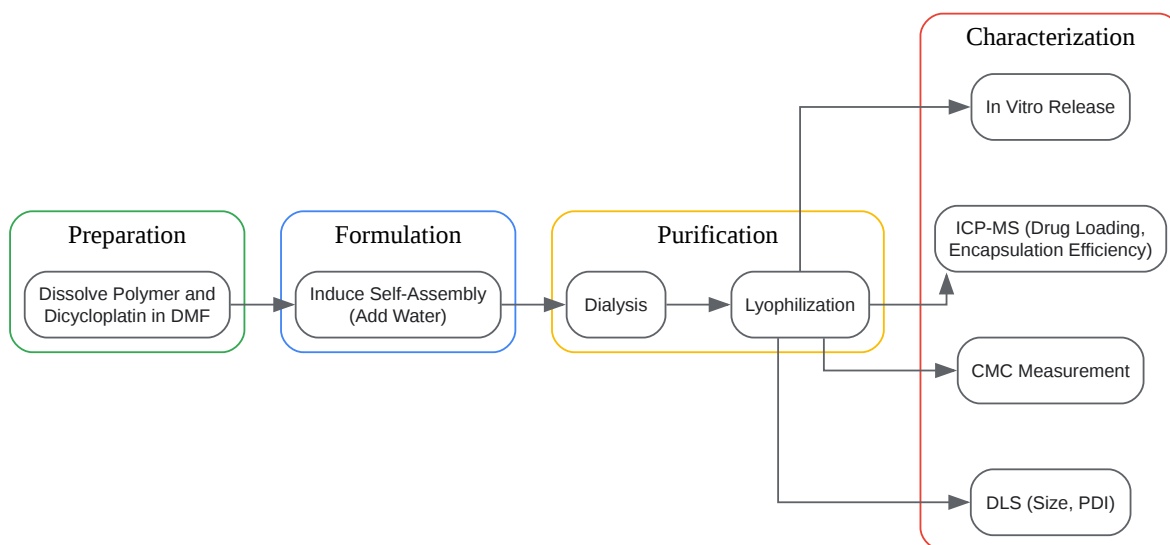 Preparation
Dissolve Polymer and
Dicycloplatin in DMF
Formulation
Induce Self-Assembly
(Add Water)
Purification
Dialysis
Lyophilization
Characterization
In Vitro Release
ICP-MS (Drug Loading,
Encapsulation Efficiency)
CMC Measurement
DLS (Size, PDI)